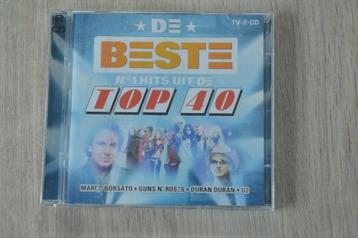 TV 2-CD
DE
BESTE
Nº1 HITS UIT DE
TOP 40
MARCO BORSATO • GUNS N' ROSES • DURAN DURAN • U2